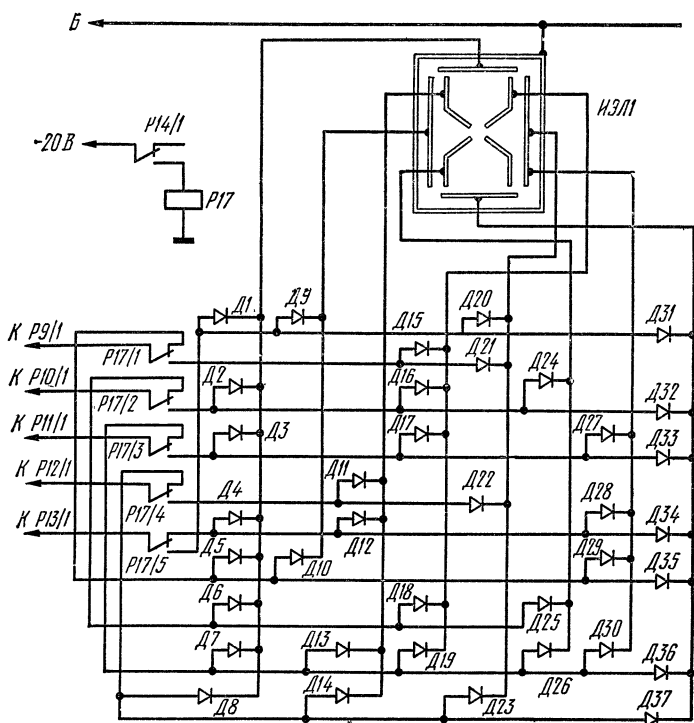 Б
ИЭЛ1
Р14/1
-20В
Р17
Д1 Д9 Д20
К Р9/1 Д15 Д31
Р17/1 Д21
К Р10/1 Д2 Д16 Д24
Р17/2 Д32
К Р11/1 Д17 Д27
Р17/3 Д3 Д33
К Р12/1 Д11 Д22
Р17/4 Д4 Д28
К Р13/1 Д5 Д12 Д34
Р17/5 Д10 Д29 Д35
Д6 Д18
Д7 Д13 Д25 Д30
Д19 Д26 Д36
Д8 Д14 Д23 Д37